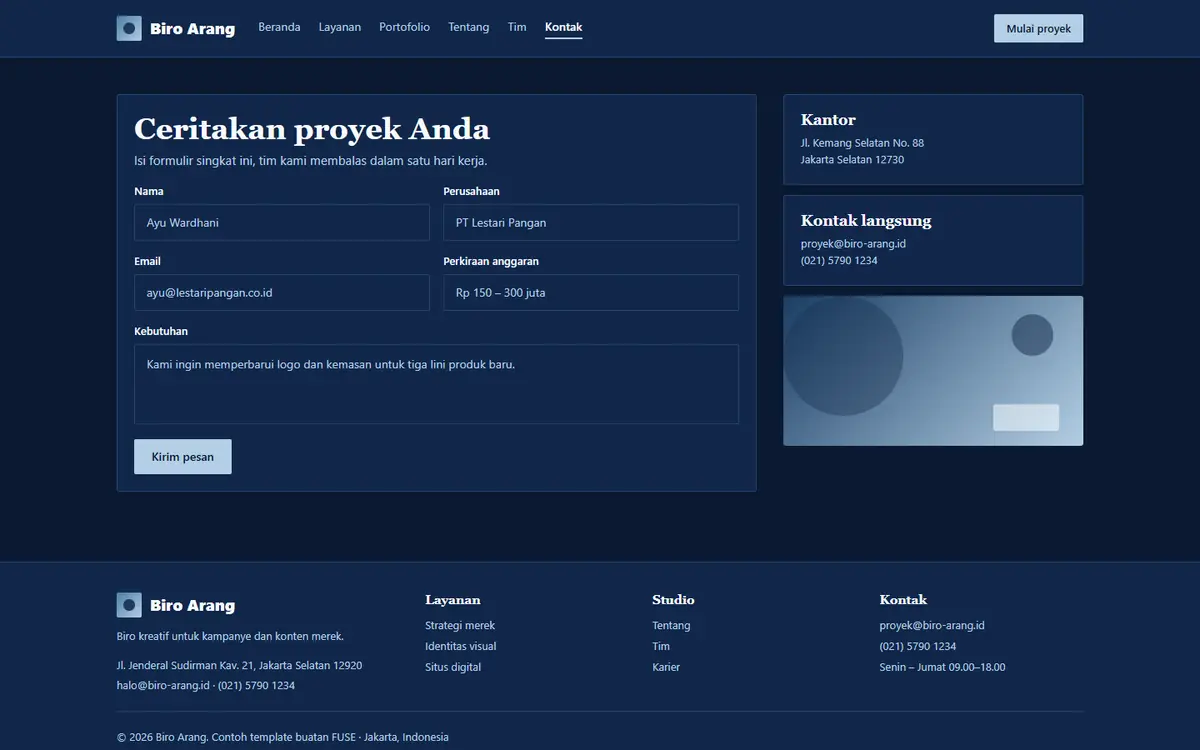 Biro Arang
Beranda
Layanan
Portofolio
Tentang
Tim
Kontak
Mulai proyek
Ceritakan proyek Anda
Isi formulir singkat ini, tim kami membalas dalam satu hari kerja.
Nama
Ayu Wardhani
Perusahaan
PT Lestari Pangan
Email
ayu@lestaripangan.co.id
Perkiraan anggaran
Rp 150 – 300 juta
Kebutuhan
Kami ingin memperbarui logo dan kemasan untuk tiga lini produk baru.
Kirim pesan
Kantor
Jl. Kemang Selatan No. 88
Jakarta Selatan 12730
Kontak langsung
proyek@biro-arang.id
(021) 5790 1234
Biro Arang
Biro kreatif untuk kampanye dan konten merek.
Jl. Jenderal Sudirman Kav. 21, Jakarta Selatan 12920
halo@biro-arang.id · (021) 5790 1234
Layanan
Strategi merek
Identitas visual
Situs digital
Studio
Tentang
Tim
Karier
Kontak
proyek@biro-arang.id
(021) 5790 1234
Senin – Jumat 09.00–18.00
© 2026 Biro Arang. Contoh template buatan FUSE · Jakarta, Indonesia